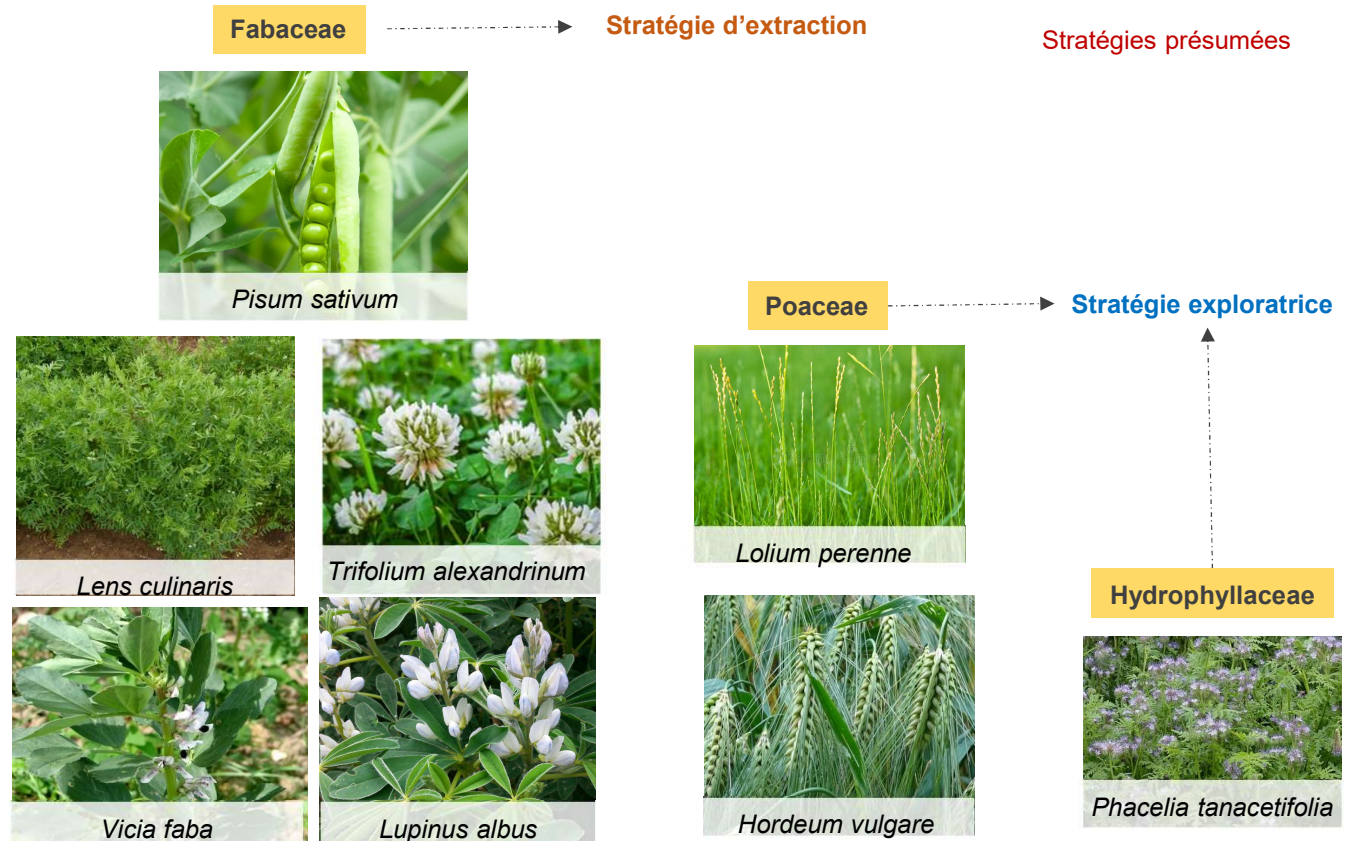 Fabaceae
Stratégie d’extraction
Stratégies présumées
Pisum sativum
Poaceae
Stratégie exploratrice
Lens culinaris
Trifolium alexandrinum
Lolium perenne
Hydrophyllaceae
Vicia faba
Lupinus albus
Hordeum vulgare
Phacelia tanacetifolia